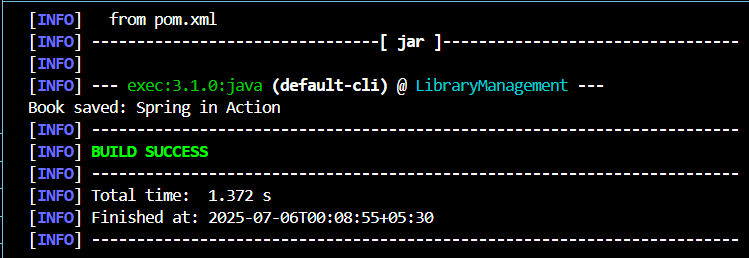 [INFO]   from pom.xml
[INFO] --------------------------------[ jar ]---------------------------------
[INFO]
[INFO] --- exec:3.1.0:java (default-cli) @ LibraryManagement ---
Book saved: Spring in Action
[INFO] ------------------------------------------------------------------------
[INFO] BUILD SUCCESS
[INFO] ------------------------------------------------------------------------
[INFO] Total time:  1.372 s
[INFO] Finished at: 2025-07-06T00:08:55+05:30
[INFO] ------------------------------------------------------------------------